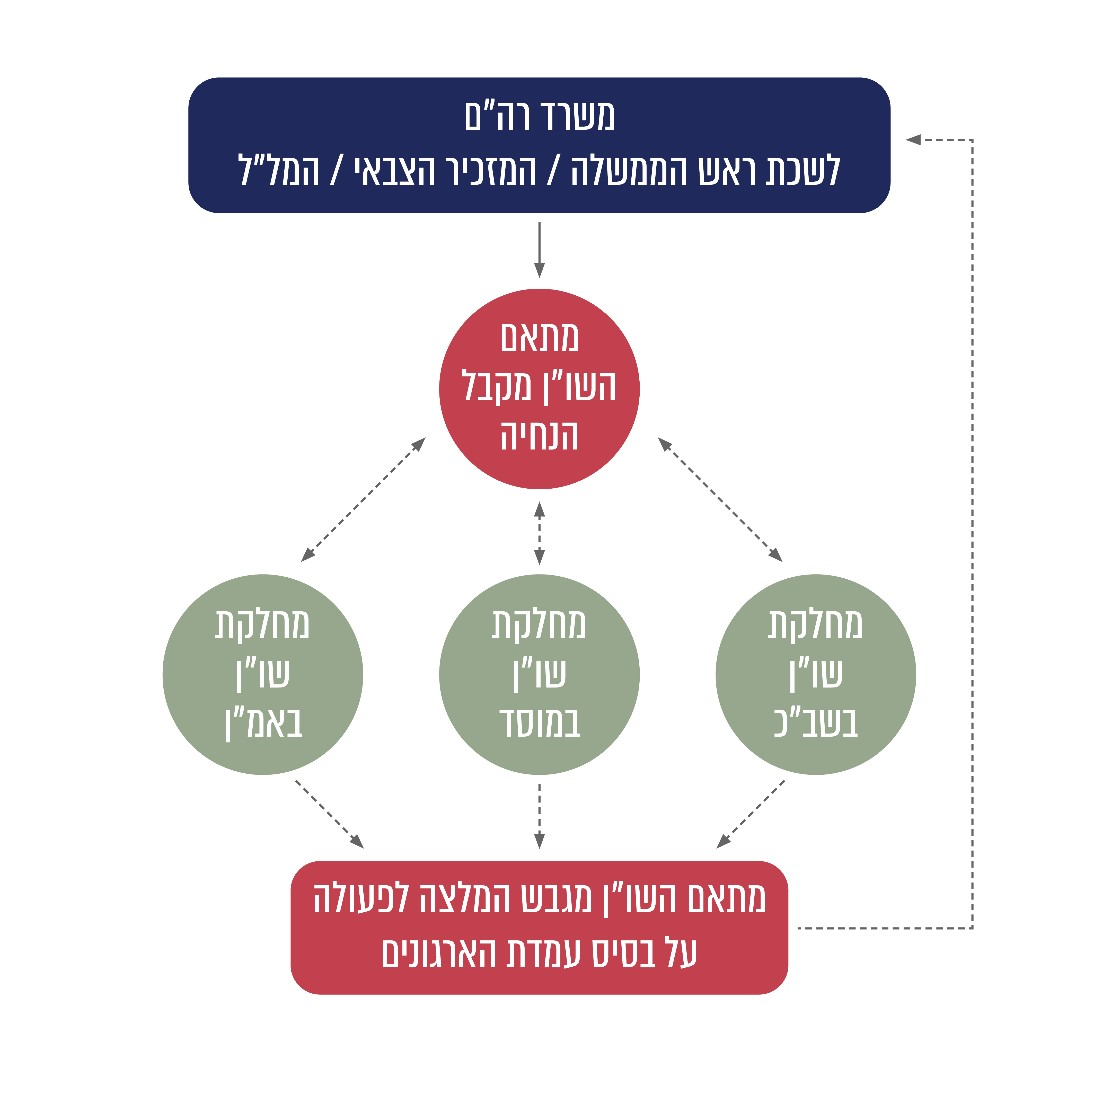 משרד רה"ם
לשכת ראש הממשלה / המזכיר הצבאי / המל"ל
מתאם
השו"ן מקבל
הנחיה
מחלקת
שו"ן
בשב"כ
מחלקת
שו"ן
במוסד
מחלקת
שו"ן
באמ"ן
מתאם השו"ן מגבש המלצה לפעולה
על בסיס עמדת הארגונים